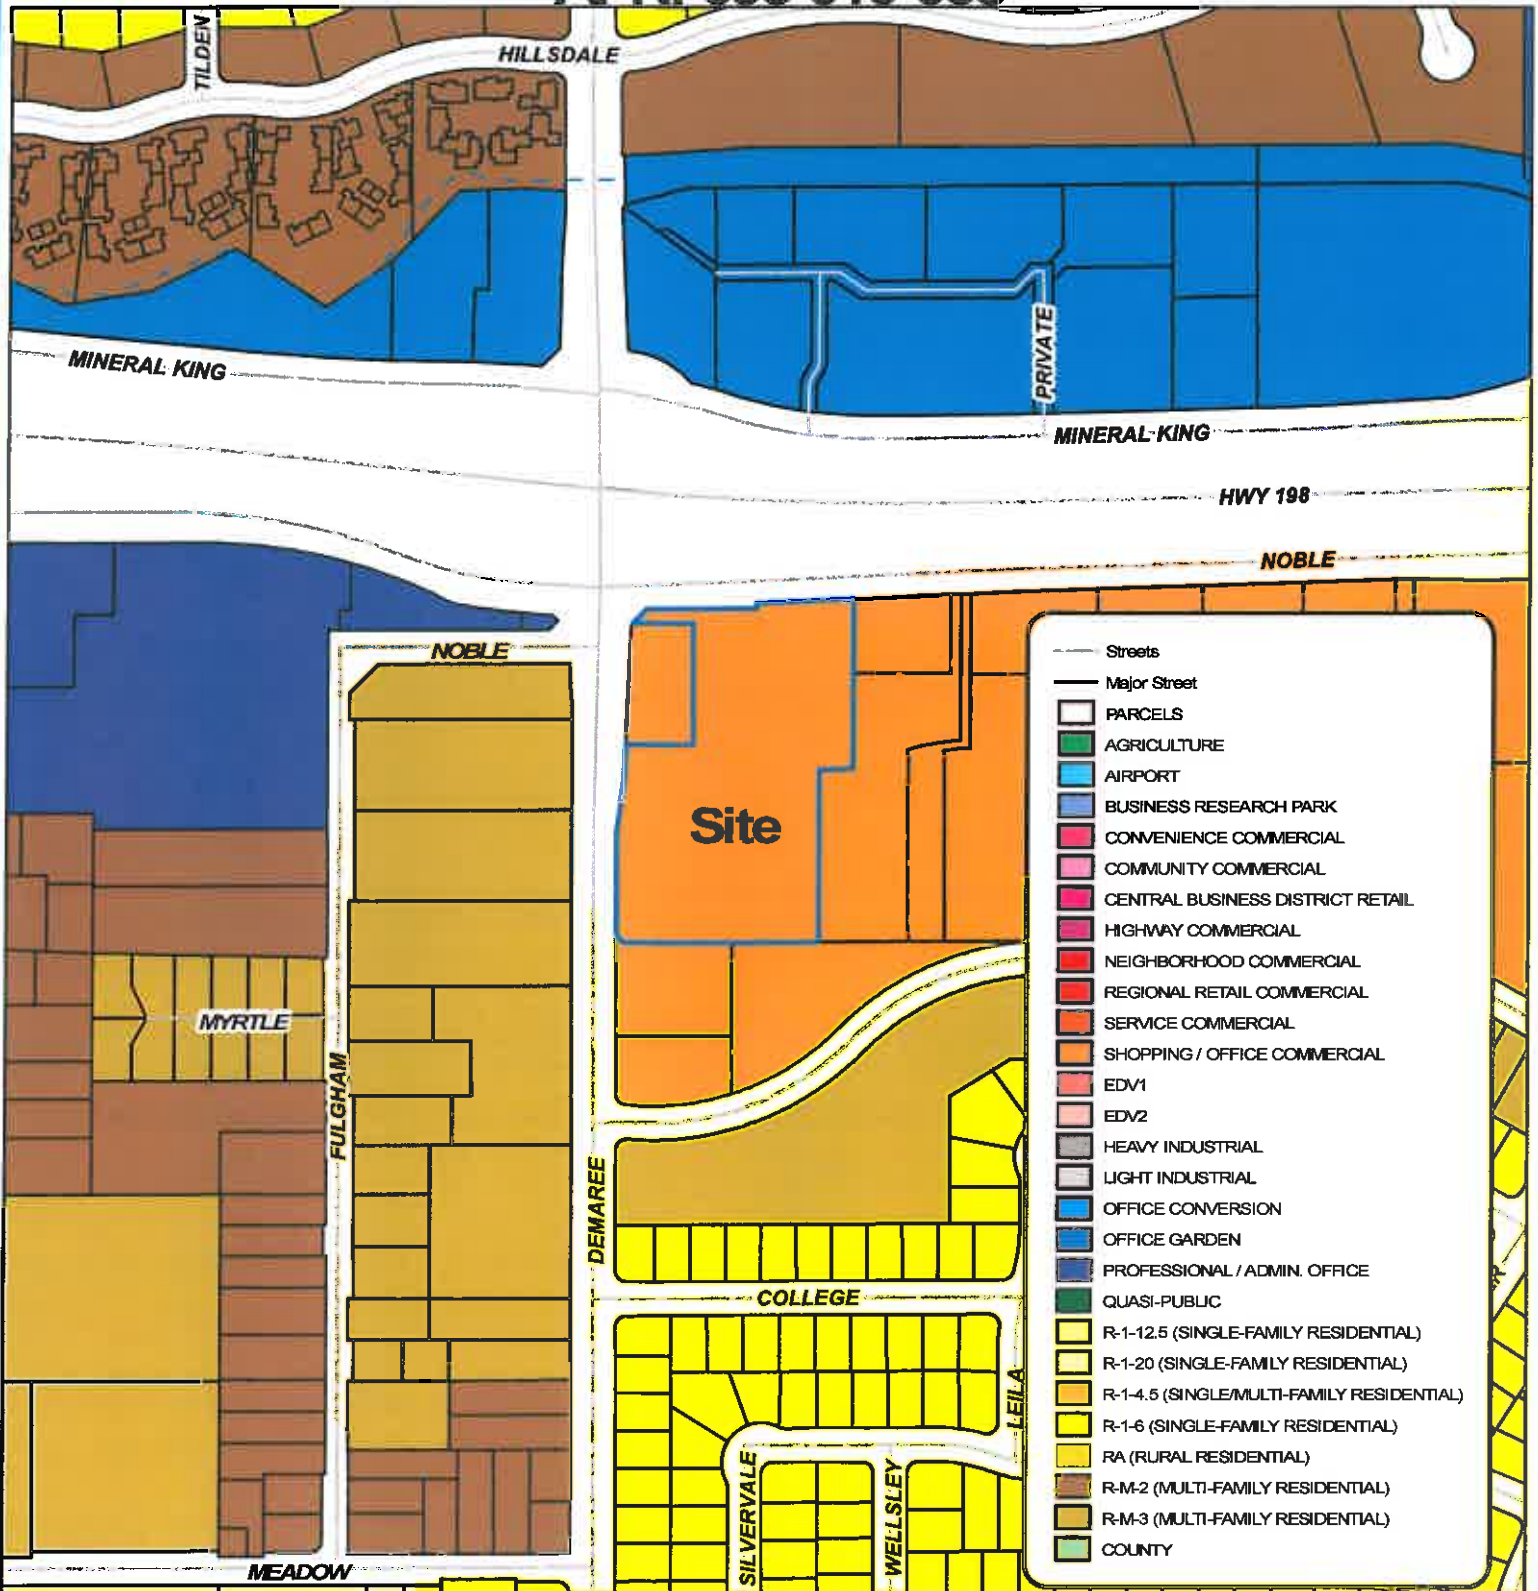 TILDEN
HILLSDALE
MINERAL KING
PRIVATE
MINERAL KING
HWY 198
NOBLE
NOBLE
Site
MYRTLE
FULGHAM
DEMAREE
COLLEGE
LEILA
SILVERVALE
WELLSLEY
MEADOW
Streets
Major Street
PARCELS
AGRICULTURE
AIRPORT
BUSINESS RESEARCH PARK
CONVENIENCE COMMERCIAL
COMMUNITY COMMERCIAL
CENTRAL BUSINESS DISTRICT RETAIL
HIGHWAY COMMERCIAL
NEIGHBORHOOD COMMERCIAL
REGIONAL RETAIL COMMERCIAL
SERVICE COMMERCIAL
SHOPPING / OFFICE COMMERCIAL
EDV1
EDV2
HEAVY INDUSTRIAL
LIGHT INDUSTRIAL
OFFICE CONVERSION
OFFICE GARDEN
PROFESSIONAL / ADMIN. OFFICE
QUASI-PUBLIC
R-1-12.5 (SINGLE-FAMILY RESIDENTIAL)
R-1-20 (SINGLE-FAMILY RESIDENTIAL)
R-1-4.5 (SINGLE/MULTI-FAMILY RESIDENTIAL)
R-1-6 (SINGLE-FAMILY RESIDENTIAL)
RA (RURAL RESIDENTIAL)
R-M-2 (MULTI-FAMILY RESIDENTIAL)
R-M-3 (MULTI-FAMILY RESIDENTIAL)
COUNTY